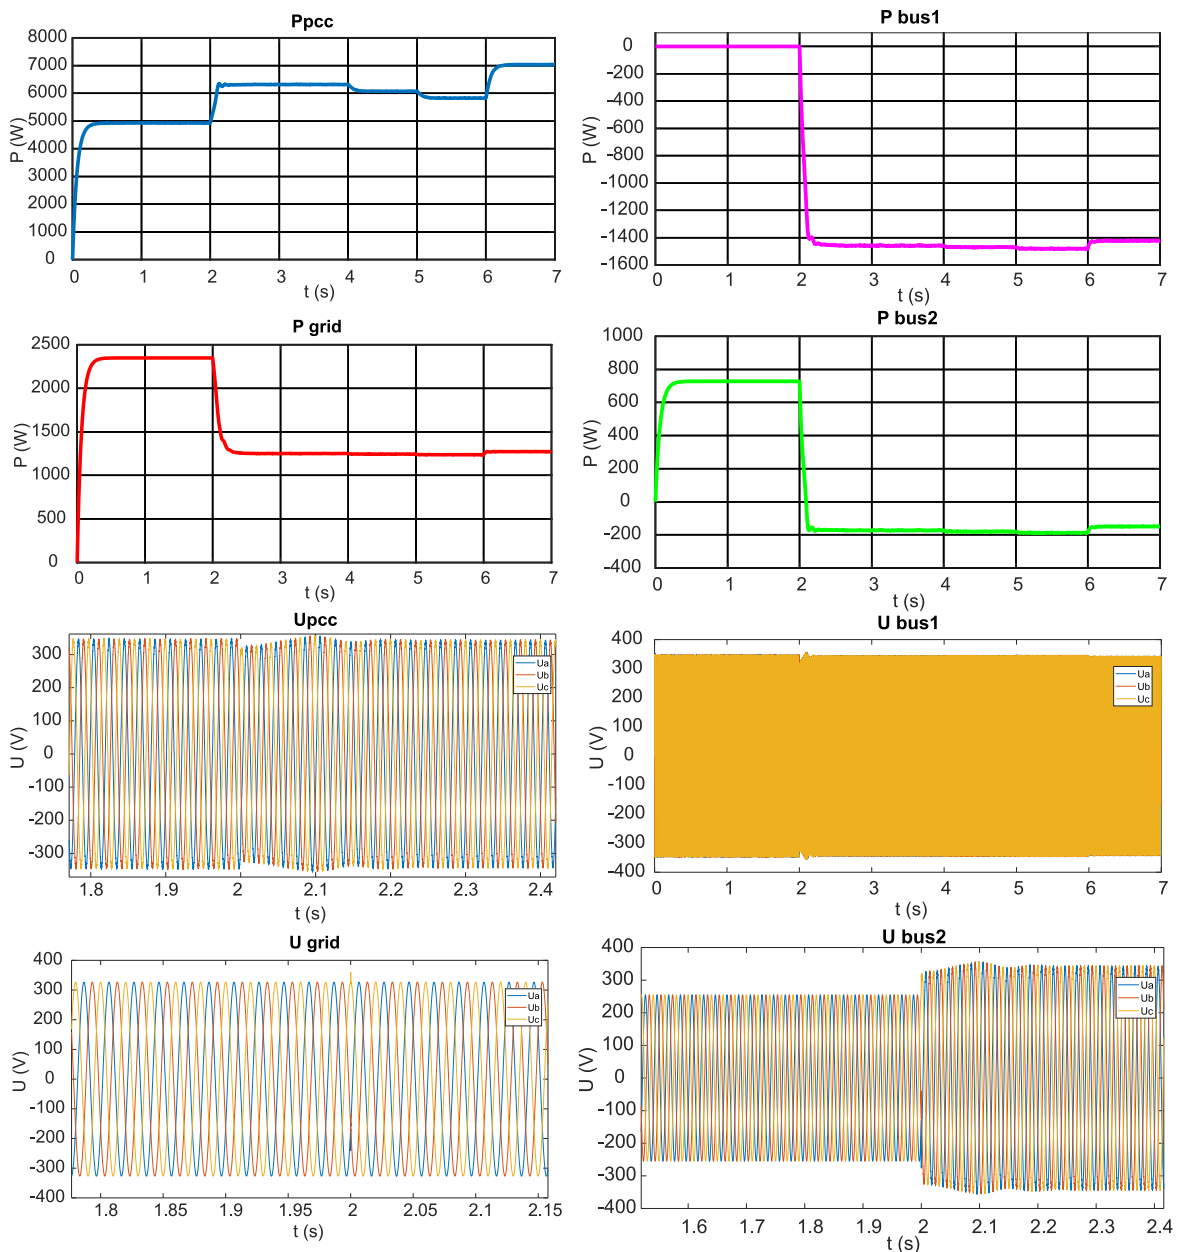 Ppcc
8000
7000
6000
5000
4000
3000
2000
1000
0
P (W)
0 1 2 3 4 5 6 7
t (s)
P bus1
0
-200
-400
-600
-800
-1000
-1200
-1400
-1600
P (W)
0 1 2 3 4 5 6 7
t (s)
P grid
2500
2000
1500
1000
500
0
P (W)
0 1 2 3 4 5 6 7
t (s)
P bus2
1000
800
600
400
200
0
-200
-400
P (W)
0 1 2 3 4 5 6 7
t (s)
Upcc
300
200
100
0
-100
-200
-300
U (V)
Ua
Ub
Uc
1.8 1.9 2 2.1 2.2 2.3 2.4
t (s)
U bus1
400
300
200
100
0
-100
-200
-300
-400
U (V)
Ua
Ub
Uc
0 1 2 3 4 5 6 7
t (s)
U grid
400
300
200
100
0
-100
-200
-300
-400
U (V)
Ua
Ub
Uc
1.8 1.85 1.9 1.95 2 2.05 2.1 2.15
t (s)
U bus2
400
300
200
100
0
-100
-200
-300
-400
U (V)
Ua
Ub
Uc
1.6 1.7 1.8 1.9 2 2.1 2.2 2.3 2.4
t (s)